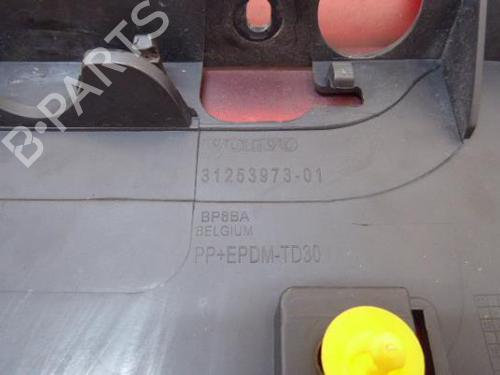 B-PARTS
VOLVO
31253973-01
BP8BA
BELGIUM
PP+EPDM-TD30